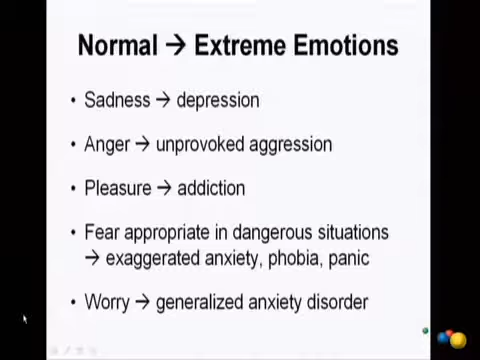 Normal → Extreme Emotions
• Sadness → depression
• Anger → unprovoked aggression
• Pleasure → addiction
• Fear appropriate in dangerous situations
→ exaggerated anxiety, phobia, panic
• Worry → generalized anxiety disorder